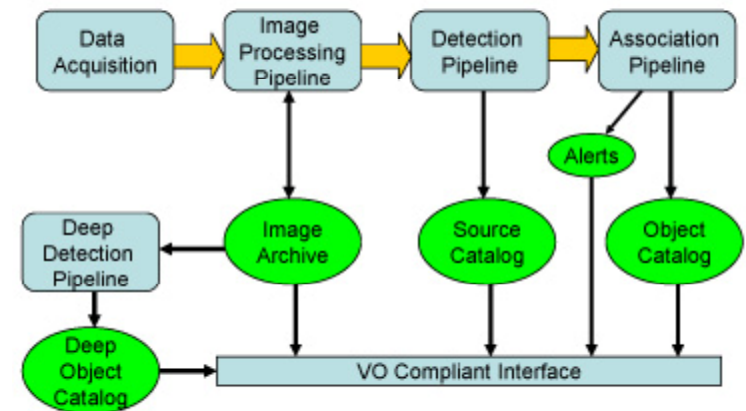 Data
Acquisition
Image
Processing
Pipeline
Detection
Pipeline
Association
Pipeline
Alerts
Deep
Detection
Pipeline
Image
Archive
Source
Catalog
Object
Catalog
Deep
Object
Catalog
VO Compliant Interface